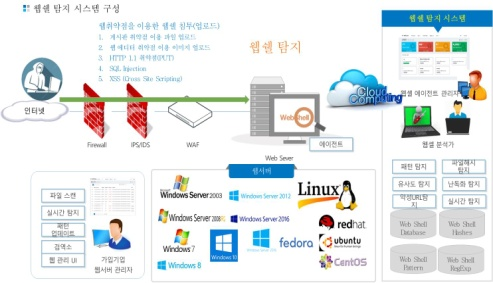 웹쉘 탐지 시스템 구성
웹취약점을 이용한 웹쉘 침투(업로드)
1. 게시판 취약점 이용 파일 업로드
2. 웹 에디터 취약점 이용 이미지 업로드
3. HTTP 1.1 취약점(PUT)
4. SQL Injection
5. XSS (Cross Site Scripting)
웹쉘 탐지
인터넷
Firewall
IPS/IDS
WAF
WebShell
에이전트
Web Sever
Cloud Computing
웹쉘 탐지 시스템
웹쉘 에이전트 관리자
웹쉘 분석가
패턴 탐지
파일해시 탐지
유사도 탐지
난독화 탐지
악성URL탐지
실시간 탐지
Web Shell Database
Web Shell Hashes
Web Shell Pattern
Web Shell RegExp
파일 스캔
실시간 탐지
패턴 업데이트
검역소
웹 관리 UI
가입기업
웹서버 관리자
웹서버
Windows Server 2003
Windows Server 2012
Windows Server 2008 R2
Windows Server 2016
Windows 7
Windows 10
Windows 8
Linux
redhat
fedora
ubuntu
CentOS